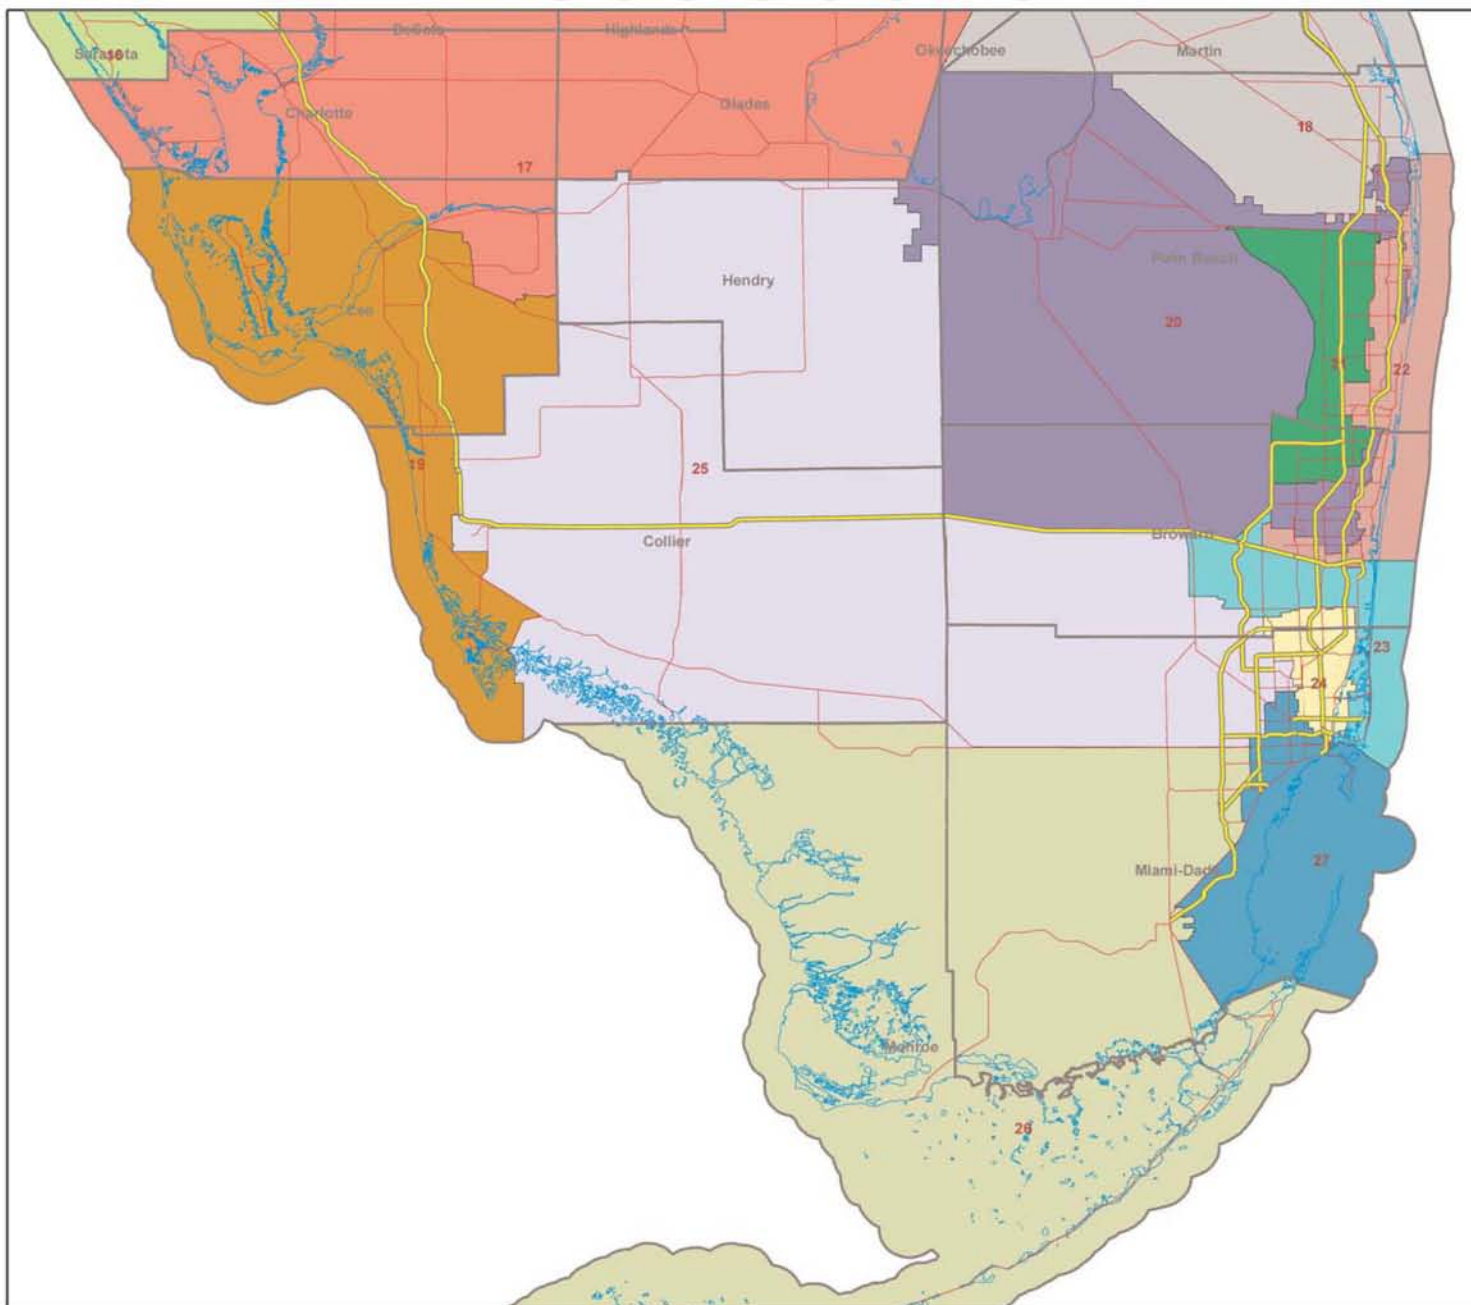 DeSoto
Highlands
Okeechobee
Martin
Sarasota
16
Glades
Charlotte
18
17
Palm Beach
Hendry
Lee
20
21
22
19
25
Collier
Broward
23
24
27
Miami-Dade
Monroe
26